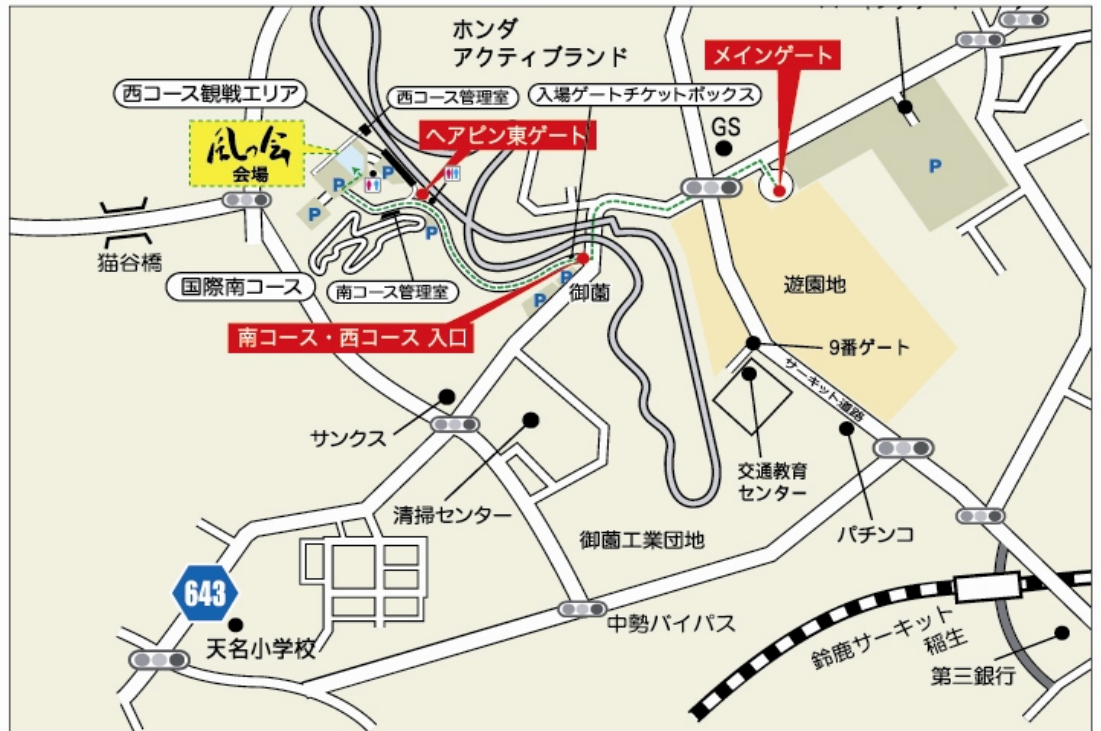 ホンダ
アクティブランド
メインゲート
西コース観戦エリア
西コース管理室
入場ゲートチケットボックス
GS
風の会
会場
ヘアピン東ゲート
P
P
P
P
P
P
P
猫谷橋
国際南コース
南コース管理室
御薗
遊園地
南コース・西コース 入口
9番ゲート
サーキット道路
サンクス
清掃センター
交通教育
センター
パチンコ
御薗工業団地
643
天名小学校
中勢バイパス
鈴鹿サーキット
稲生
第三銀行